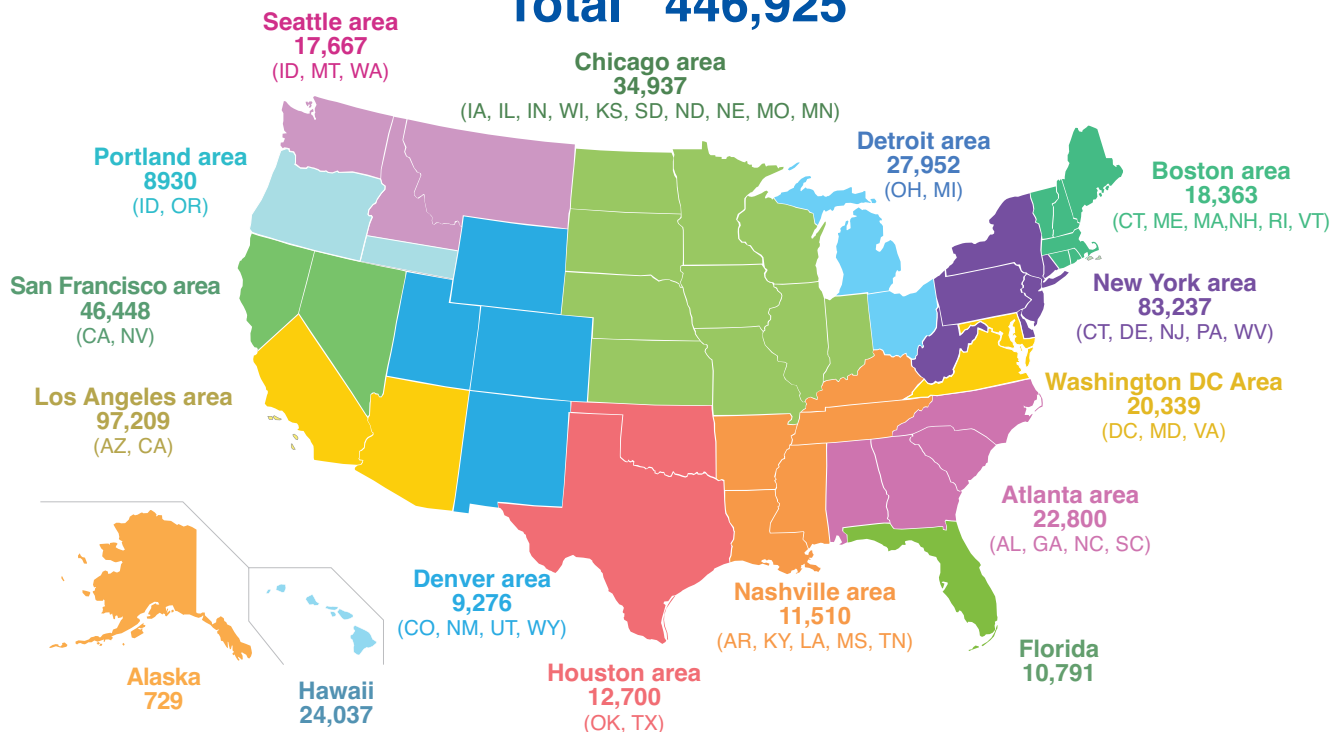 Total 446,925
Seattle area
17,667
(ID, MT, WA)
Chicago area
34,937
(IA, IL, IN, WI, KS, SD, ND, NE, MO, MN)
Detroit area
27,952
(OH, MI)
Portland area
8930
(ID, OR)
Boston area
18,363
(CT, ME, MA,NH, RI, VT)
San Francisco area
46,448
(CA, NV)
New York area
83,237
(CT, DE, NJ, PA, WV)
Los Angeles area
97,209
(AZ, CA)
Washington DC Area
20,339
(DC, MD, VA)
Atlanta area
22,800
(AL, GA, NC, SC)
Denver area
9,276
(CO, NM, UT, WY)
Nashville area
11,510
(AR, KY, LA, MS, TN)
Florida
10,791
Houston area
12,700
(OK, TX)
Alaska
729
Hawaii
24,037